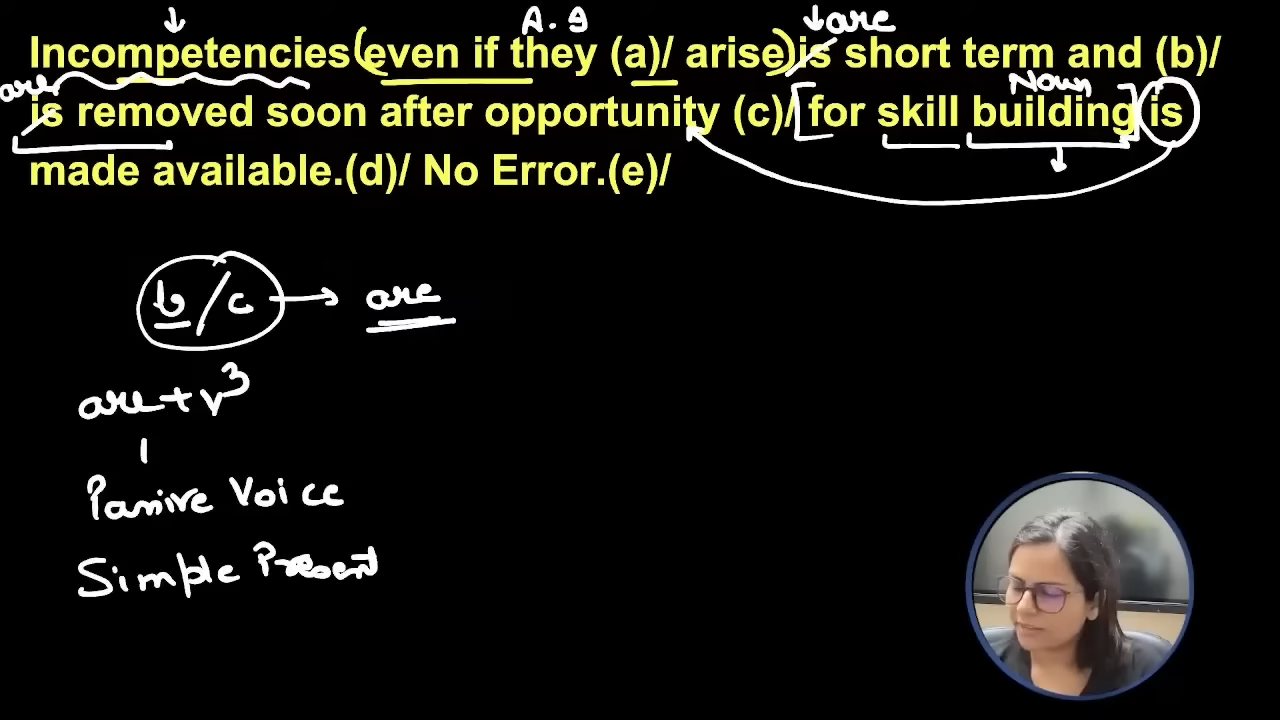 A.g are
Incompetencies (even if they (a)/ arise) is short term and (b)/
are Noun
is removed soon after opportunity (c)/ [for skill building] is
made available.(d)/ No Error.(e)/
b/c → are
are+v3
Passive Voice
Simple Present